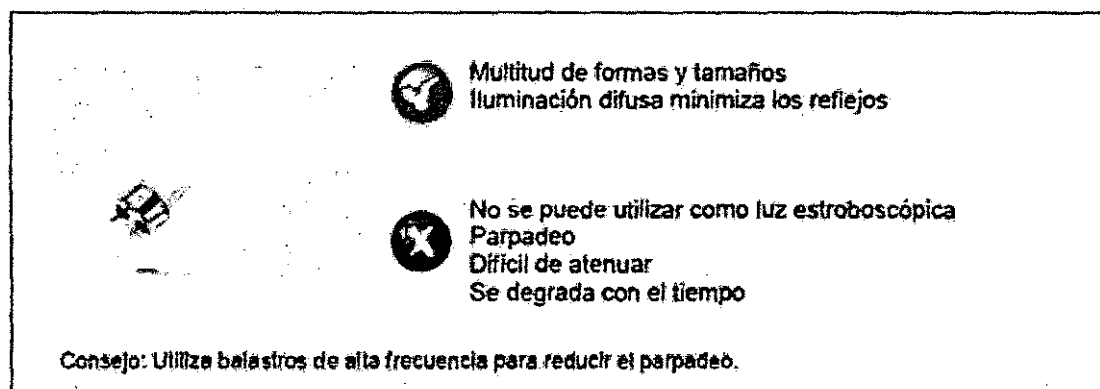 Multitud de formas y tamaños
Iluminación difusa minimiza los reflejos
No se puede utilizar como luz estroboscópica
Parpadeo
Difícil de atenuar
Se degrada con el tiempo
Consejo: Utiliza balastros de alta frecuencia para reducir el parpadeo.